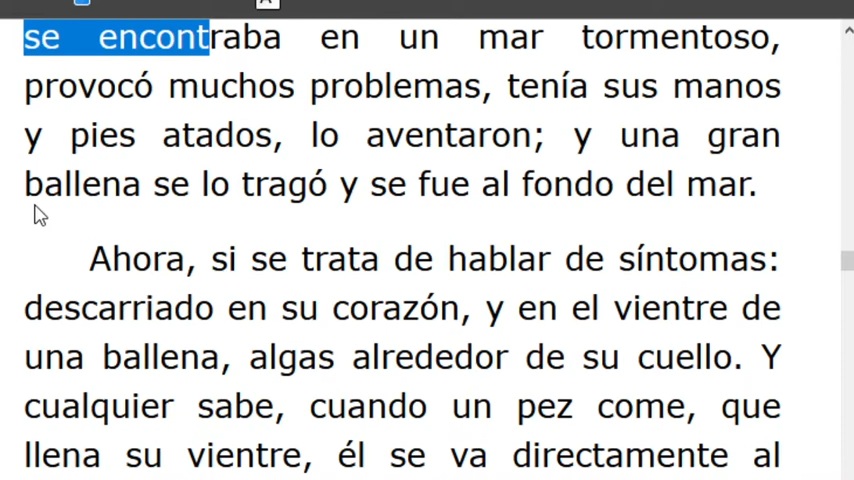 se encontraba en un mar tormentoso,
provocó muchos problemas, tenía sus manos
y pies atados, lo aventaron; y una gran
ballena se lo tragó y se fue al fondo del mar.
Ahora, si se trata de hablar de síntomas:
descarriado en su corazón, y en el vientre de
una ballena, algas alrededor de su cuello. Y
cualquier sabe, cuando un pez come, que
llena su vientre, él se va directamente al